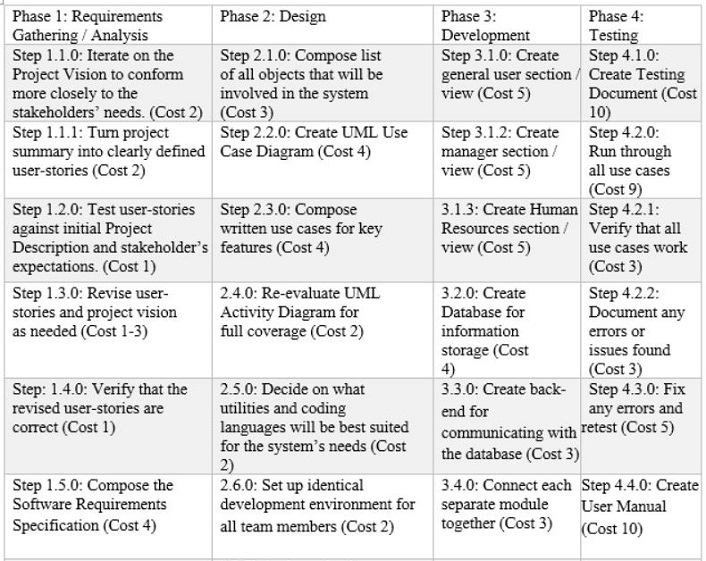 Phase 1: Requirements
Gathering / Analysis
Phase 2: Design
Phase 3:
Development
Phase 4:
Testing
Step 1.1.0: Iterate on the
Project Vision to conform
more closely to the
stakeholders' needs. (Cost 2)
Step 2.1.0: Compose list
of all objects that will be
involved in the system
(Cost 3)
Step 3.1.0: Create
general user section /
view (Cost 5)
Step 4.1.0:
Create Testing
Document (Cost
10)
Step 1.1.1: Turn project
summary into clearly defined
user-stories (Cost 2)
Step 2.2.0: Create UML Use
Case Diagram (Cost 4)
Step 3.1.2: Create
manager section /
view (Cost 5)
Step 4.2.0:
Run through
all use cases
(Cost 9)
Step 1.2.0: Test user-stories
against initial Project
Description and stakeholder's
expectations. (Cost 1)
Step 2.3.0: Compose
written use cases for key
features (Cost 4)
3.1.3: Create Human
Resources section /
view (Cost 5)
Step 4.2.1:
Verify that all
use cases work
(Cost 3)
Step 1.3.0: Revise user-
stories and project vision
as needed (Cost 1-3)
2.4.0: Re-evaluate UML
Activity Diagram for
full coverage (Cost 2)
3.2.0: Create
Database for
information
storage (Cost
4)
Step 4.2.2:
Document any
errors or
issues found
(Cost 3)
Step: 1.4.0: Verify that the
revised user-stories are
correct (Cost 1)
2.5.0: Decide on what
utilities and coding
languages will be best suited
for the system's needs (Cost
2)
3.3.0: Create back-
end for
communicating with
the database (Cost 3)
Step 4.3.0: Fix
any errors and
retest (Cost 5)
Step 1.5.0: Compose the
Software Requirements
Specification (Cost 4)
2.6.0: Set up identical
development environment for
all team members (Cost 2)
3.4.0: Connect each
separate module
together (Cost 3)
Step 4.4.0: Create
User Manual
(Cost 10)